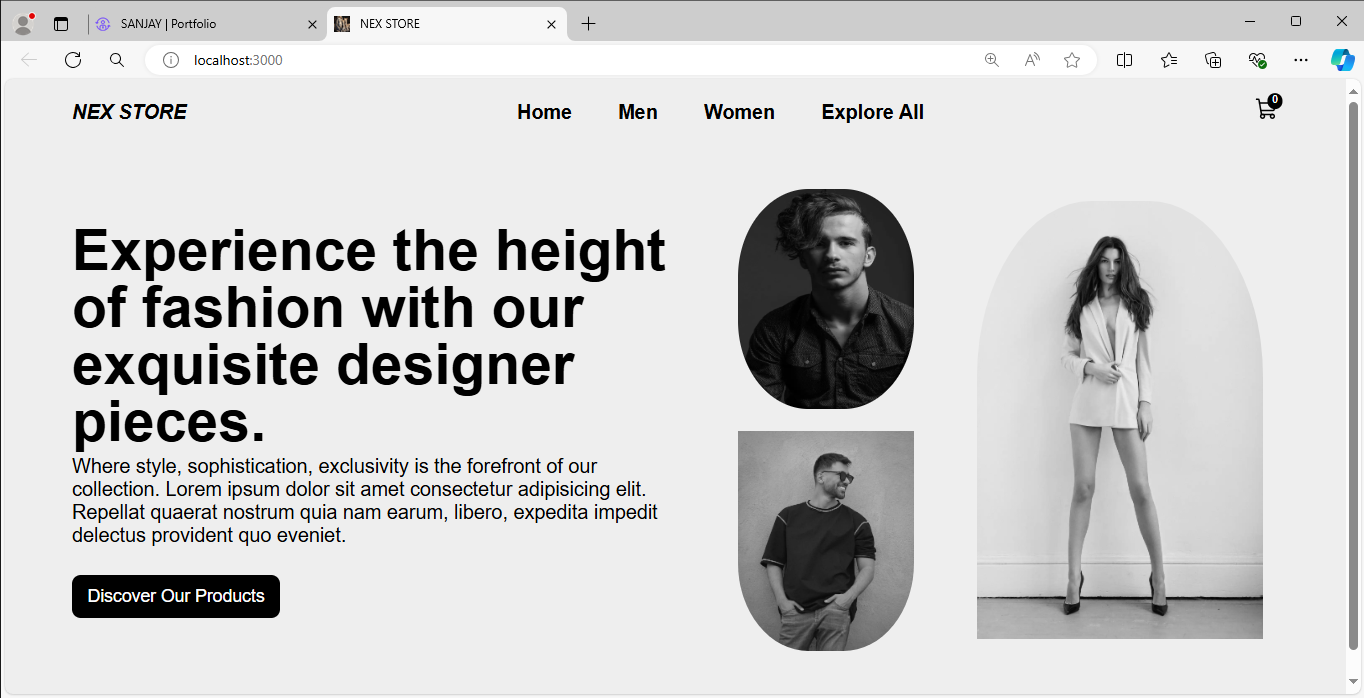 SANJAY | Portfolio
NEX STORE
localhost:3000
NEX STORE
Home
Men
Women
Explore All
0
Experience the height
of fashion with our
exquisite designer
pieces.
Where style, sophistication, exclusivity is the forefront of our
collection. Lorem ipsum dolor sit amet consectetur adipisicing elit.
Repellat quaerat nostrum quia nam earum, libero, expedita impedit
delectus provident quo eveniet.
Discover Our Products